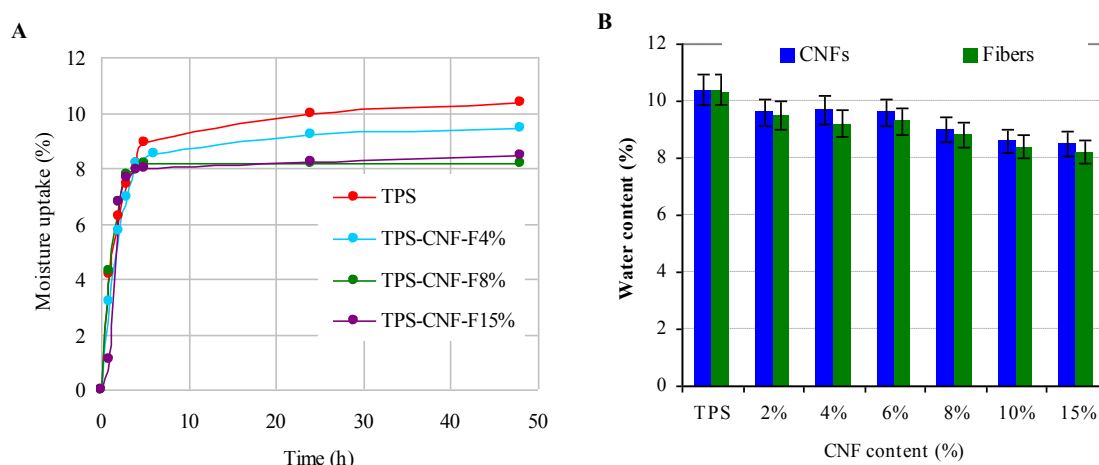 A
12
10
8
6
4
2
0
Moisture uptake (%)
TPS
TPS-CNF-F4%
TPS-CNF-F8%
TPS-CNF-F15%
0 10 20 30 40 50
Time (h)
B
CNFs Fibers
12
10
8
6
4
2
0
Water content (%)
TPS 2% 4% 6% 8% 10% 15%
CNF content (%)